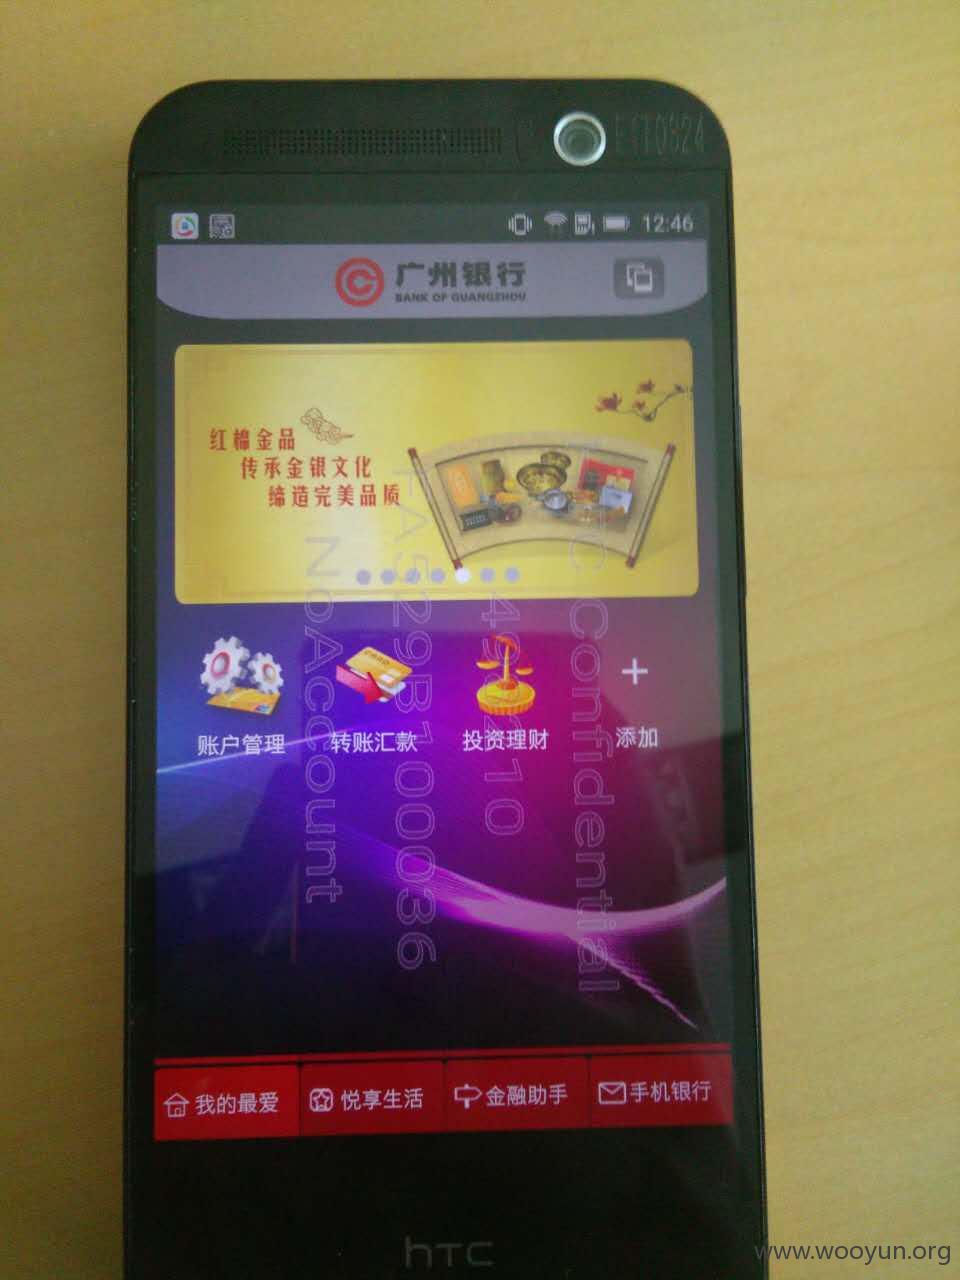 12:46
广州银行
BANK OF GUANGZHOU
红棉金品
传承金银文化
缔造完美品质
账户管理
转账汇款
投资理财
添加
HTC Confidential
FA529B100036
NoAccount
我的最爱
悦享生活
金融助手
手机银行
hTC
www.wooyun.org